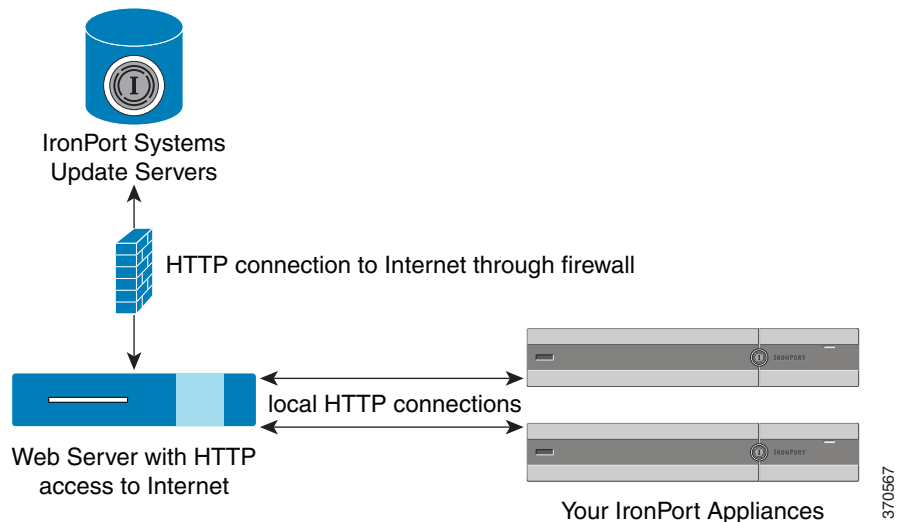 IronPort Systems
Update Servers
HTTP connection to Internet through firewall
IRONPORT
local HTTP connections
IRONPORT
Web Server with HTTP
access to Internet
Your IronPort Appliances
370567